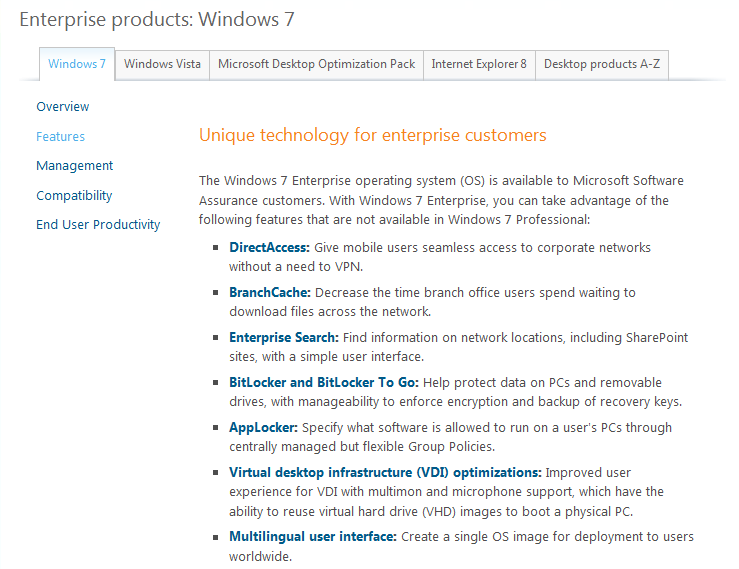 Enterprise products: Windows 7
Windows 7
Windows Vista
Microsoft Desktop Optimization Pack
Internet Explorer 8
Desktop products A-Z
Overview
Features
Management
Compatibility
End User Productivity
Unique technology for enterprise customers
The Windows 7 Enterprise operating system (OS) is available to Microsoft Software
Assurance customers. With Windows 7 Enterprise, you can take advantage of the
following features that are not available in Windows 7 Professional:
DirectAccess: Give mobile users seamless access to corporate networks
without a need to VPN.
BranchCache: Decrease the time branch office users spend waiting to
download files across the network.
Enterprise Search: Find information on network locations, including SharePoint
sites, with a simple user interface.
BitLocker and BitLocker To Go: Help protect data on PCs and removable
drives, with manageability to enforce encryption and backup of recovery keys.
AppLocker: Specify what software is allowed to run on a user's PCs through
centrally managed but flexible Group Policies.
Virtual desktop infrastructure (VDI) optimizations: Improved user
experience for VDI with multimon and microphone support, which have the
ability to reuse virtual hard drive (VHD) images to boot a physical PC.
Multilingual user interface: Create a single OS image for deployment to users
worldwide.